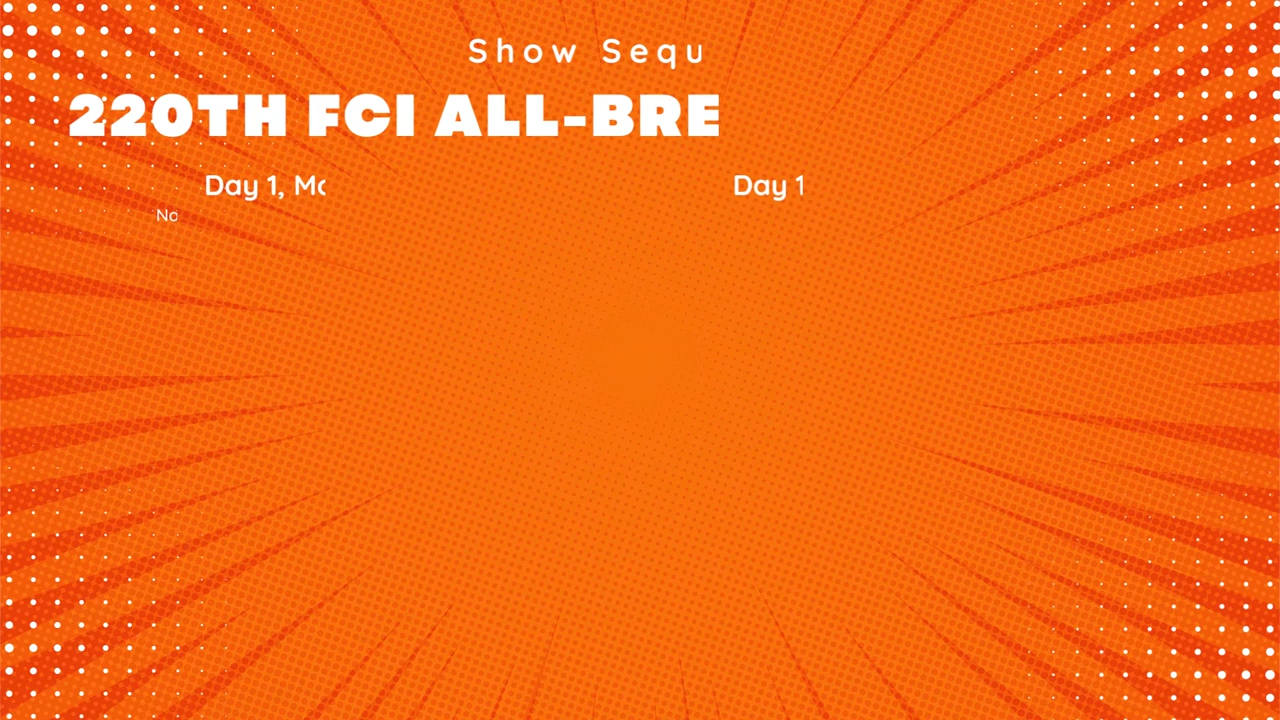 Show Sequ
220TH FCI ALL-BRE
Day 1, Mo
Day 1
No